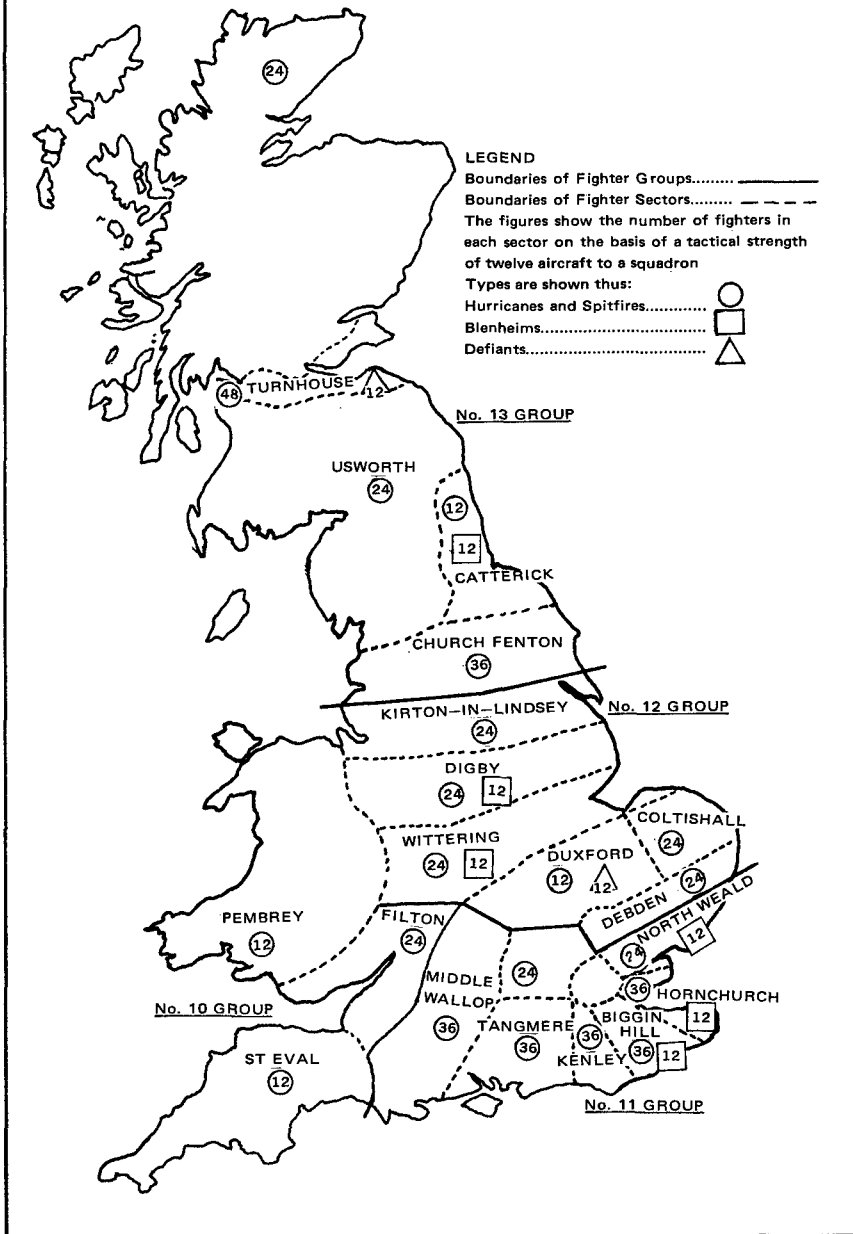 24
LEGEND
Boundaries of Fighter Groups.........
Boundaries of Fighter Sectors.........
The figures show the number of fighters in
each sector on the basis of a tactical strength
of twelve aircraft to a squadron
Types are shown thus:
Hurricanes and Spitfires.............
Blenheims.................................
Defiants....................................
48
TURNHOUSE
12
No. 13 GROUP
USWORTH
24
12
12
CATTERICK
CHURCH FENTON
36
KIRTON-IN-LINDSEY
24
No. 12 GROUP
DIGBY
24
12
COLTISHALL
24
WITTERING
24
12
DUXFORD
12
12
DEBDEN
24
NORTH WEALD
24
12
PEMBREY
12
FILTON
24
MIDDLE
WALLOP
36
24
36
HORNCHURCH
12
No. 10 GROUP
TANGMERE
36
KENLEY
36
BIGGIN
HILL
36
12
ST EVAL
12
No. 11 GROUP